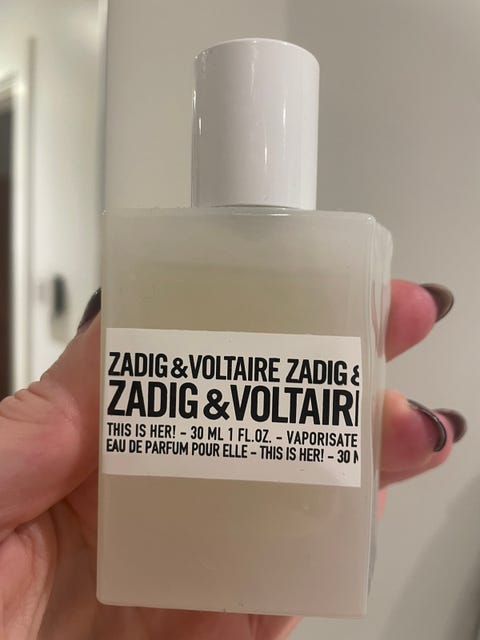 ZADIG&VOLTAIRE ZADIG &
ZADIG &VOLTAIR
THIS IS HER! – 30 ML 1 FL.OZ. – VAPORISATE
EAU DE PARFUM POUR ELLE – THIS IS HER! – 30